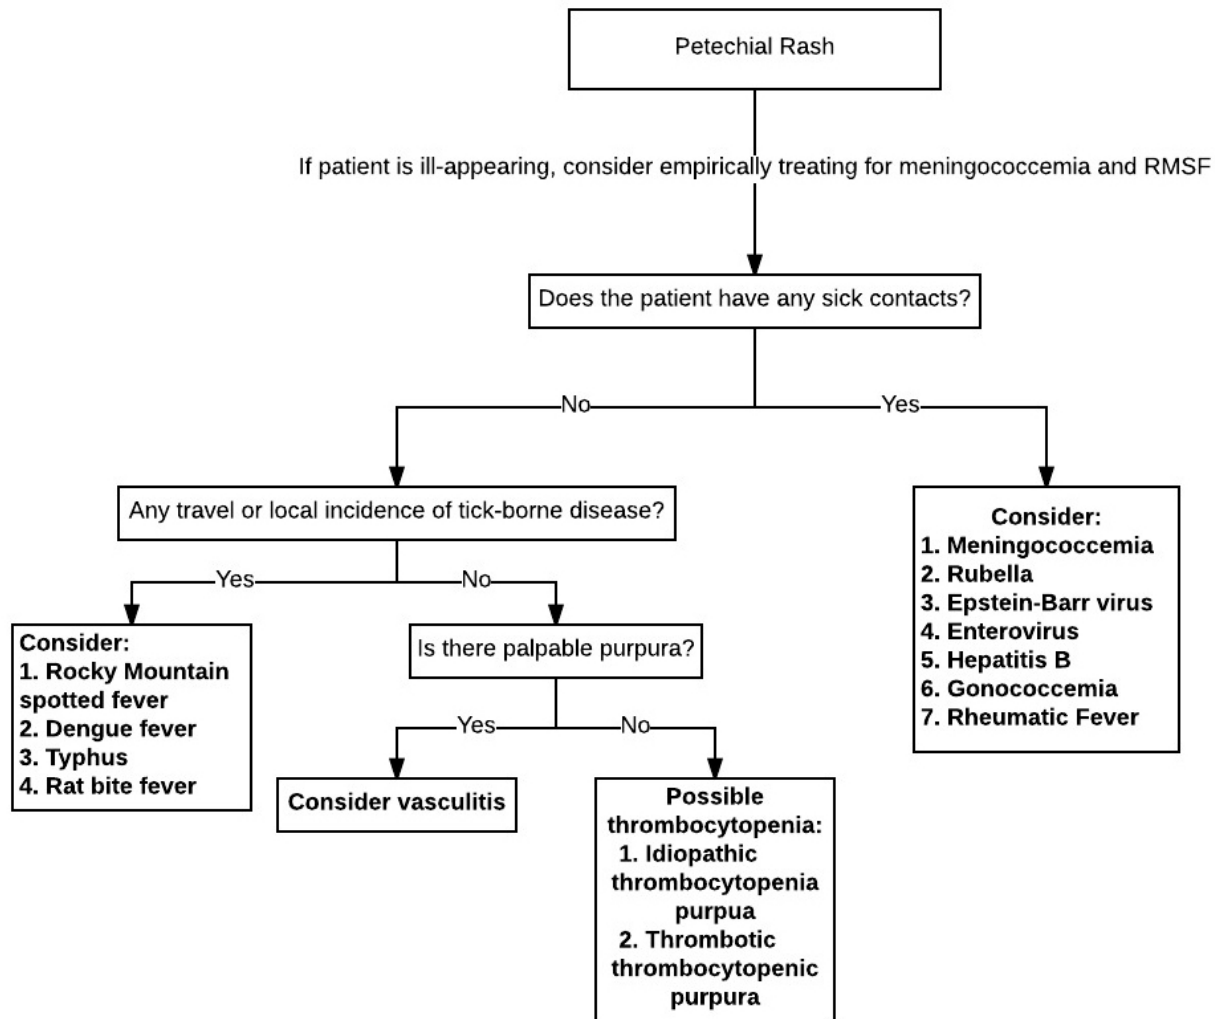 Petechial Rash
If patient is ill-appearing, consider empirically treating for meningococcemia and RMSF
Does the patient have any sick contacts?
No
Yes
Any travel or local incidence of tick-borne disease?
Consider:
1. Meningococcemia
2. Rubella
3. Epstein-Barr virus
4. Enterovirus
5. Hepatitis B
6. Gonococcemia
7. Rheumatic Fever
Yes
No
Consider:
1. Rocky Mountain
spotted fever
2. Dengue fever
3. Typhus
4. Rat bite fever
Is there palpable purpura?
Yes
No
Consider vasculitis
Possible
thrombocytopenia:
1. Idiopathic
thrombocytopenia
purpua
2. Thrombotic
thrombocytopenic
purpura